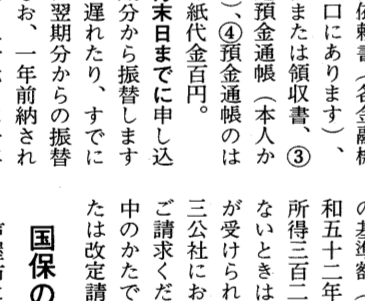 依頼書（各金融機
口にあります）、
または領収書、③
預金通帳（本人か
）、④預金通帳のは
紙代金百円。
末日までに申し込
分から振替します
遅れたり、すでに
翌期分からの振替
お、一年前納され
の基準額（
和五十二年
所得三百二
ないときは
が受けられ
三公社にお
ご請求くだ
中のかたで
たは改定請
国保の